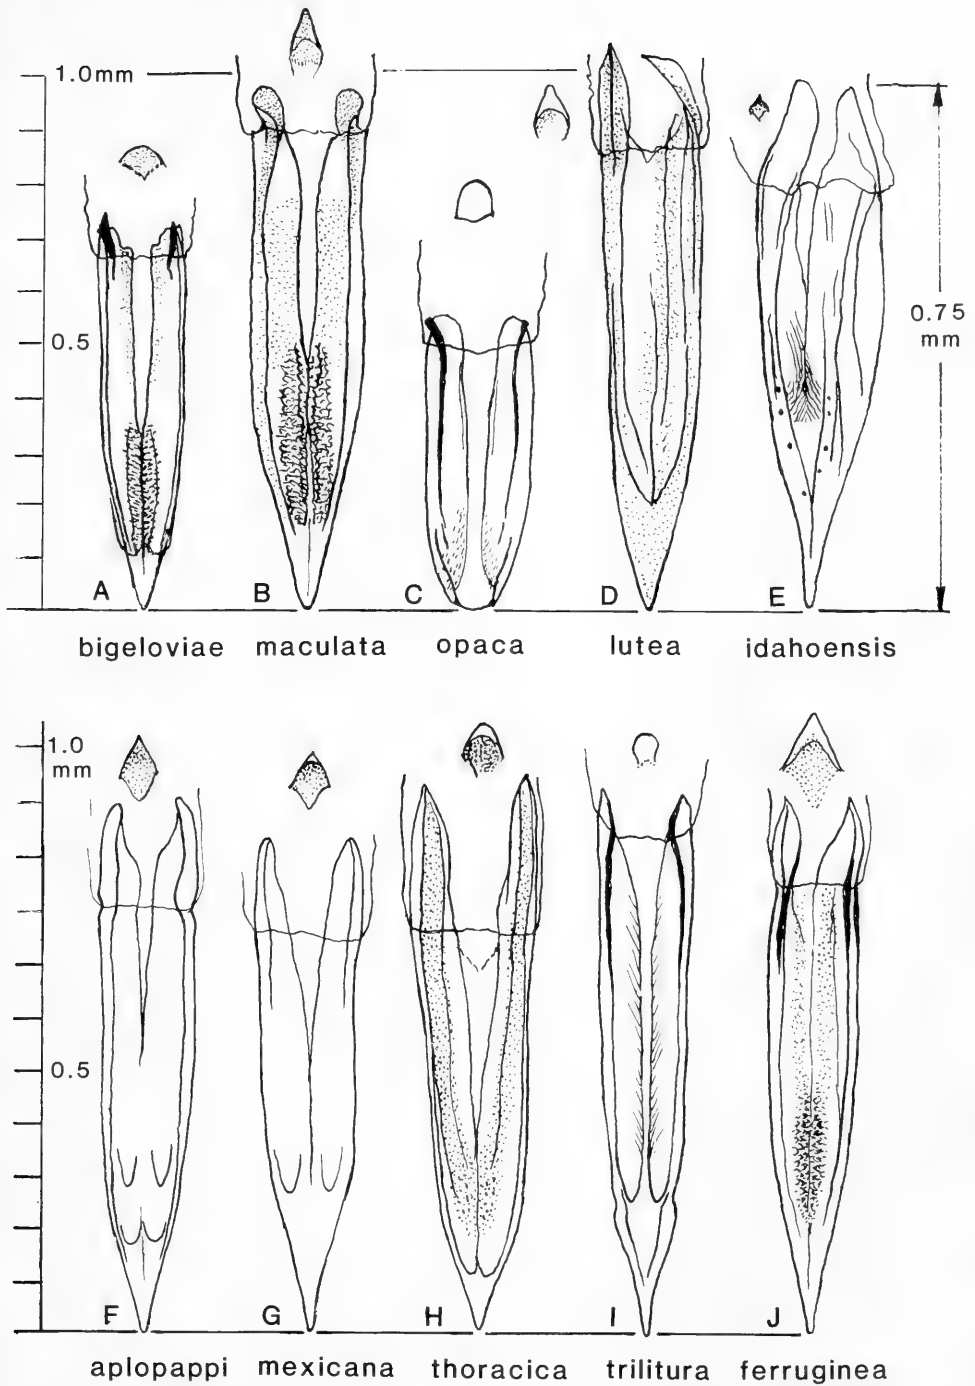 1.0mm
0.5
0.75
mm
A B C D E
bigeloviae maculata opaca lutea idahoensis
1.0
mm
0.5
F G H I J
aplopappi mexicana thoracica trilitura ferruginea